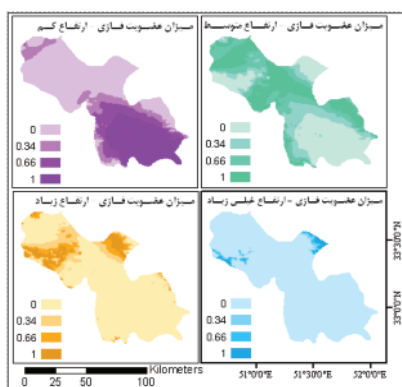 میزان عضویت فازی - ارتفاع کم
0
0.34
0.66
1
میزان عضویت فازی - ارتفاع متوسط
0
0.34
0.66
1
میزان عضویت فازی - ارتفاع زیاد
0
0.34
0.66
1
میزان عضویت فازی - ارتفاع خیلی زیاد
0
0.34
0.66
1
33°30'0"N
33°0'0"N
Kilometers
0 25 50 100
51°0'0"E 51°30'0"E 52°0'0"E